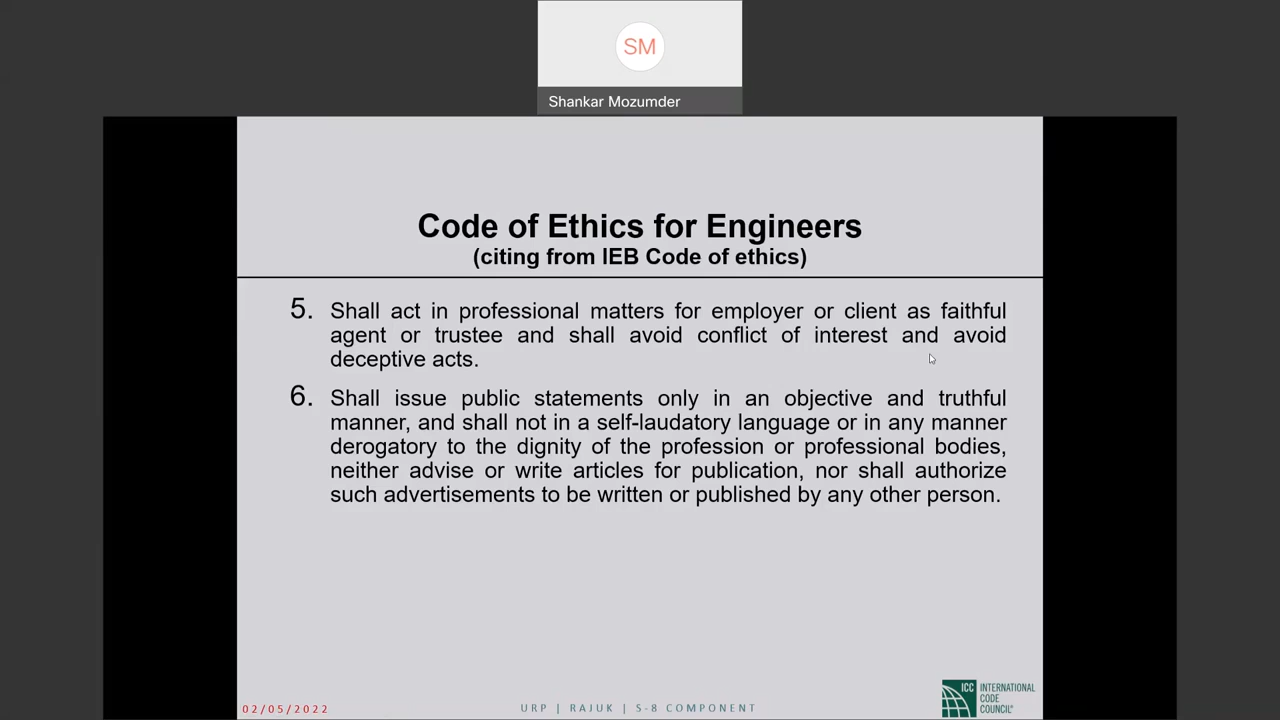 SM
Shankar Mozumder
Code of Ethics for Engineers
(citing from IEB Code of ethics)
5. Shall act in professional matters for employer or client as faithful
agent or trustee and shall avoid conflict of interest and avoid
deceptive acts.
6. Shall issue public statements only in an objective and truthful
manner, and shall not in a self-laudatory language or in any manner
derogatory to the dignity of the profession or professional bodies,
neither advise or write articles for publication, nor shall authorize
such advertisements to be written or published by any other person.
02/05/2022
URP | RAJUK | S-8 COMPONENT
ICC INTERNATIONAL
CODE
COUNCIL®